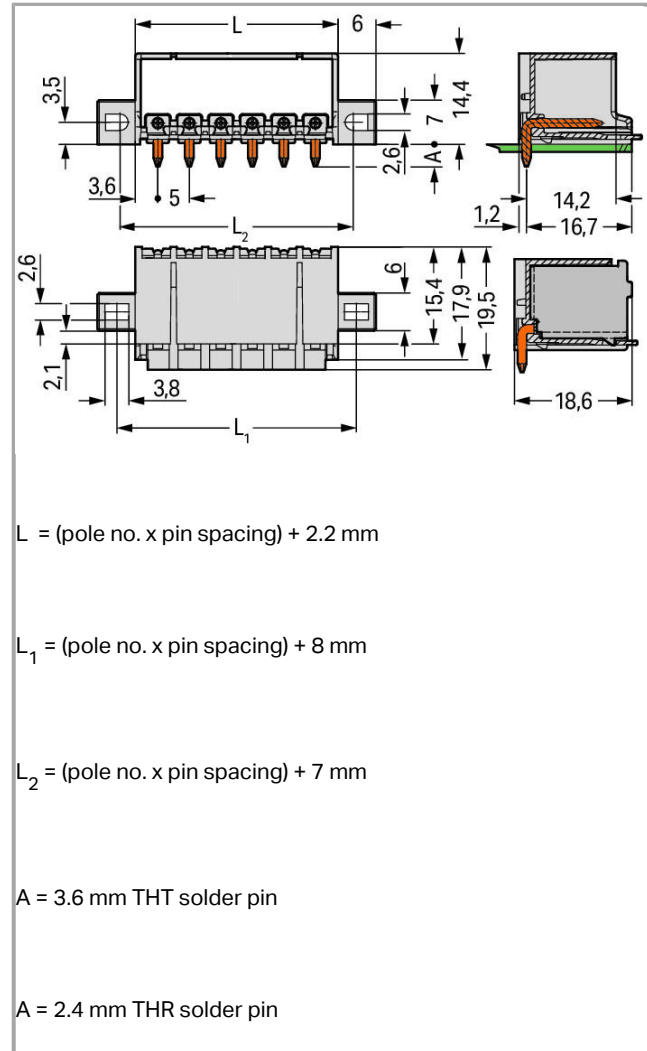 L 6
3,5
14,4
7
2,6
A
3,6 5
L2
14,2
1,2 16,7
2,6
6
15,4
17,9
19,5
2,1
3,8
L1
18,6
L = (pole no. x pin spacing) + 2.2 mm
L1 = (pole no. x pin spacing) + 8 mm
L2 = (pole no. x pin spacing) + 7 mm
A = 3.6 mm THT solder pin
A = 2.4 mm THR solder pin